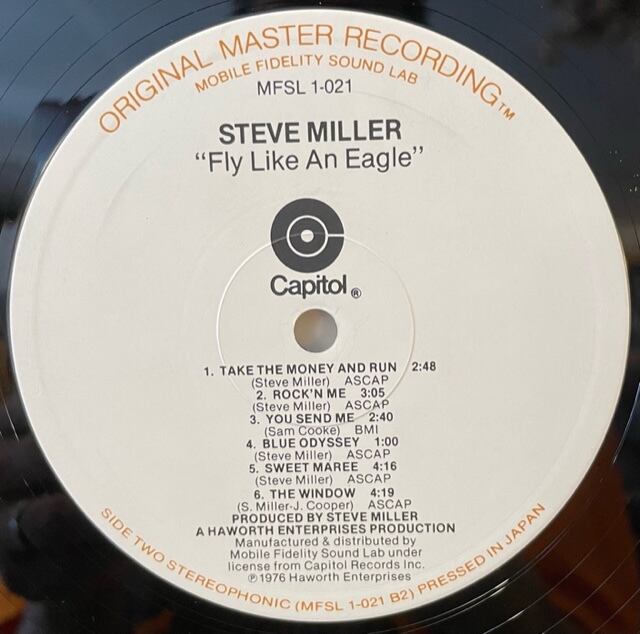 ORIGINAL MASTER RECORDING™
MOBILE FIDELITY SOUND LAB
MFSL 1-021
STEVE MILLER
“Fly Like An Eagle”
Capitol®
1. TAKE THE MONEY AND RUN 2:48
(Steve Miller) ASCAP
2. ROCK'N ME 3:05
(Steve Miller) ASCAP
3. YOU SEND ME 2:40
(Sam Cooke) BMI
4. BLUE ODYSSEY 1:00
(Steve Miller) ASCAP
5. SWEET MAREE 4:16
(Steve Miller) ASCAP
6. THE WINDOW 4:19
(S. Miller-J. Cooper) ASCAP
PRODUCED BY STEVE MILLER
A HAWORTH ENTERPRISES PRODUCTION
Manufactured & distributed by
Mobile Fidelity Sound Lab under
license from Capitol Records Inc.
℗1976 Haworth Enterprises
SIDE TWO STEREOPHONIC (MFSL 1-021 B2) PRESSED IN JAPAN